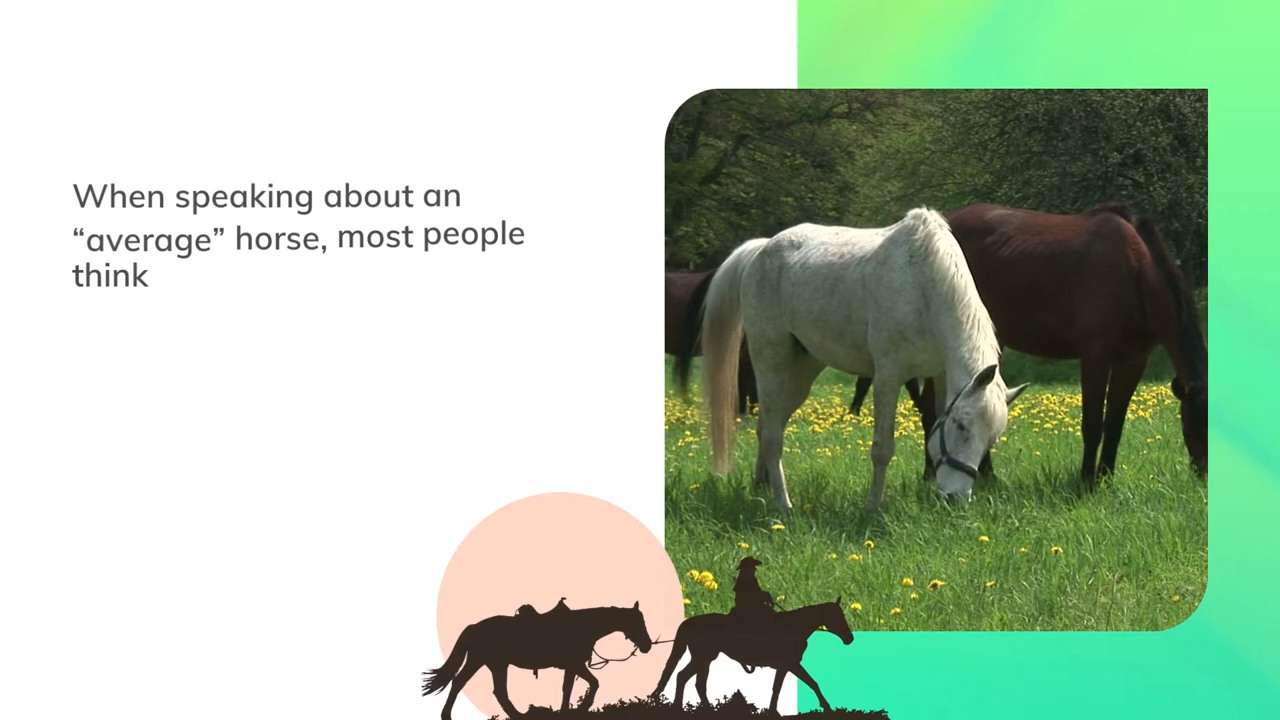 When speaking about an
“average” horse, most people
think